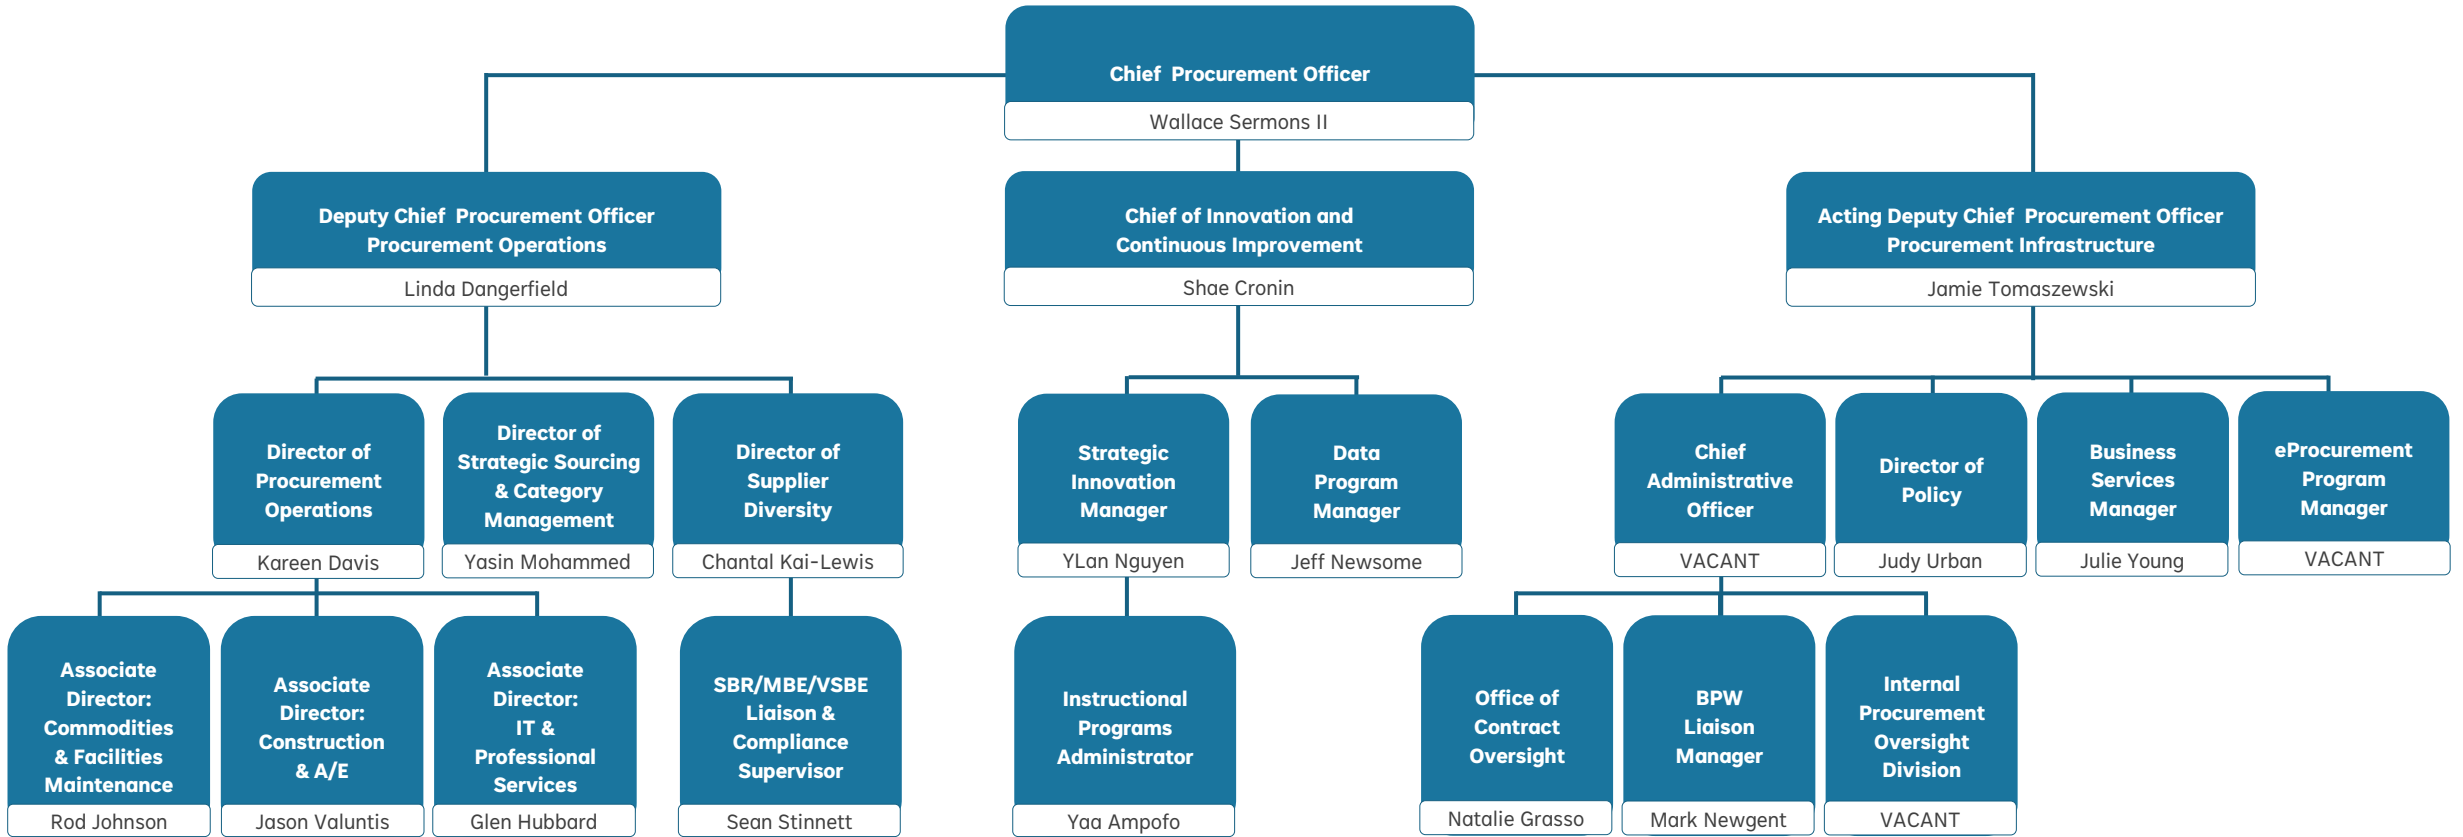 Chief Procurement Officer
Wallace Sermons II
Deputy Chief Procurement Officer
Procurement Operations
Linda Dangerfield
Chief of Innovation and
Continuous Improvement
Shae Cronin
Acting Deputy Chief Procurement Officer
Procurement Infrastructure
Jamie Tomaszewski
Director of
Procurement
Operations
Kareen Davis
Director of
Strategic Sourcing
& Category
Management
Yasin Mohammed
Director of
Supplier
Diversity
Chantal Kai-Lewis
Strategic
Innovation
Manager
YLan Nguyen
Data
Program
Manager
Jeff Newsome
Chief
Administrative
Officer
VACANT
Director of
Policy
Judy Urban
Business
Services
Manager
Julie Young
eProcurement
Program
Manager
VACANT
Associate
Director:
Commodities
& Facilities
Maintenance
Rod Johnson
Associate
Director:
Construction
& A/E
Jason Valuntis
Associate
Director:
IT &
Professional
Services
Glen Hubbard
SBR/MBE/VSBE
Liaison &
Compliance
Supervisor
Sean Stinnett
Instructional
Programs
Administrator
Yaa Ampofo
Office of
Contract
Oversight
Natalie Grasso
BPW
Liaison
Manager
Mark Newgent
Internal
Procurement
Oversight
Division
VACANT